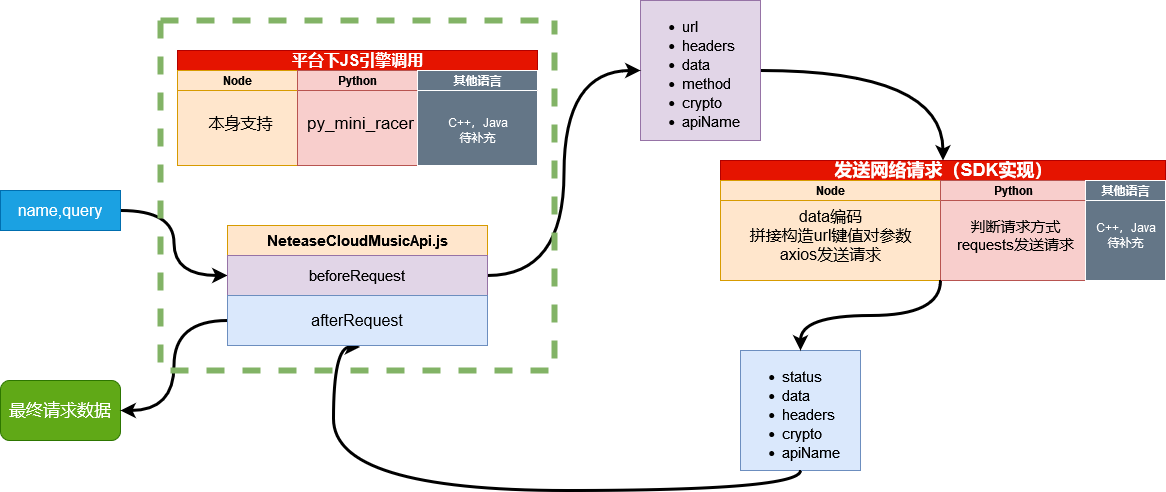 name,query
平台下JS引擎调用
Node
Python
其他语言
本身支持
py_mini_racer
C++，Java
待补充
NeteaseCloudMusicApi.js
beforeRequest
afterRequest
url
headers
data
method
crypto
apiName
发送网络请求（SDK实现）
Node
Python
其他语言
data编码
拼接构造url键值对参数
axios发送请求
判断请求方式
requests发送请求
C++，Java
待补充
status
data
headers
crypto
apiName
最终请求数据